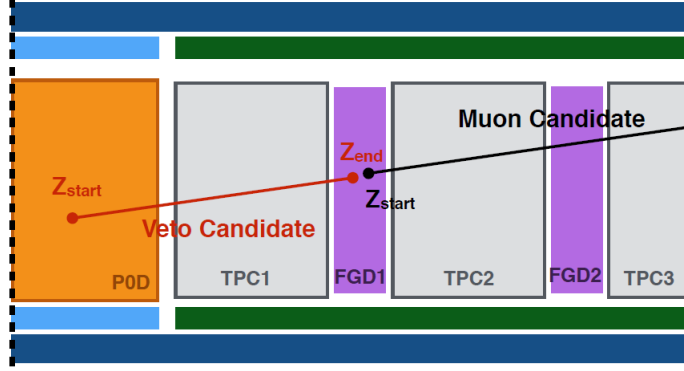 Muon Candidate
Zend
Zstart
Zstart
Veto Candidate
P0D
TPC1
FGD1
TPC2
FGD2
TPC3